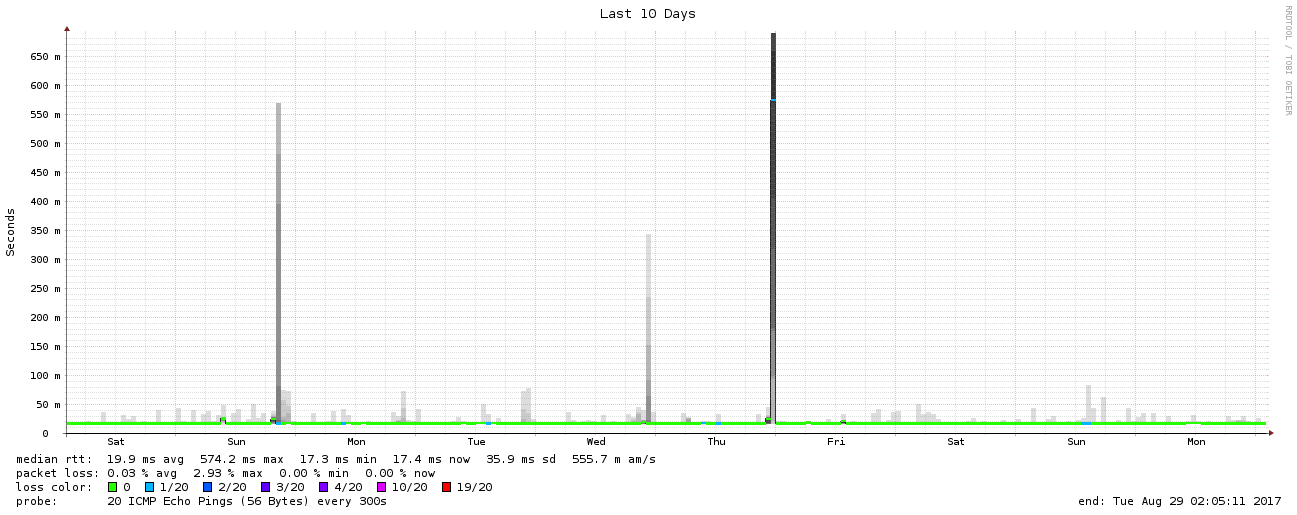 Last 10 Days
RRDTOOL / TOBI OETIKER
Seconds
650 m
600 m
550 m
500 m
450 m
400 m
350 m
300 m
250 m
200 m
150 m
100 m
50 m
0
Sat Sun Mon Tue Wed Thu Fri Sat Sun Mon
median rtt: 19.9 ms avg 574.2 ms max 17.3 ms min 17.4 ms now 35.9 ms sd 555.7 m am/s
packet loss: 0.03 % avg 2.93 % max 0.00 % min 0.00 % now
loss color: 0 1/20 2/20 3/20 4/20 10/20 19/20
probe: 20 ICMP Echo Pings (56 Bytes) every 300s end: Tue Aug 29 02:05:11 2017